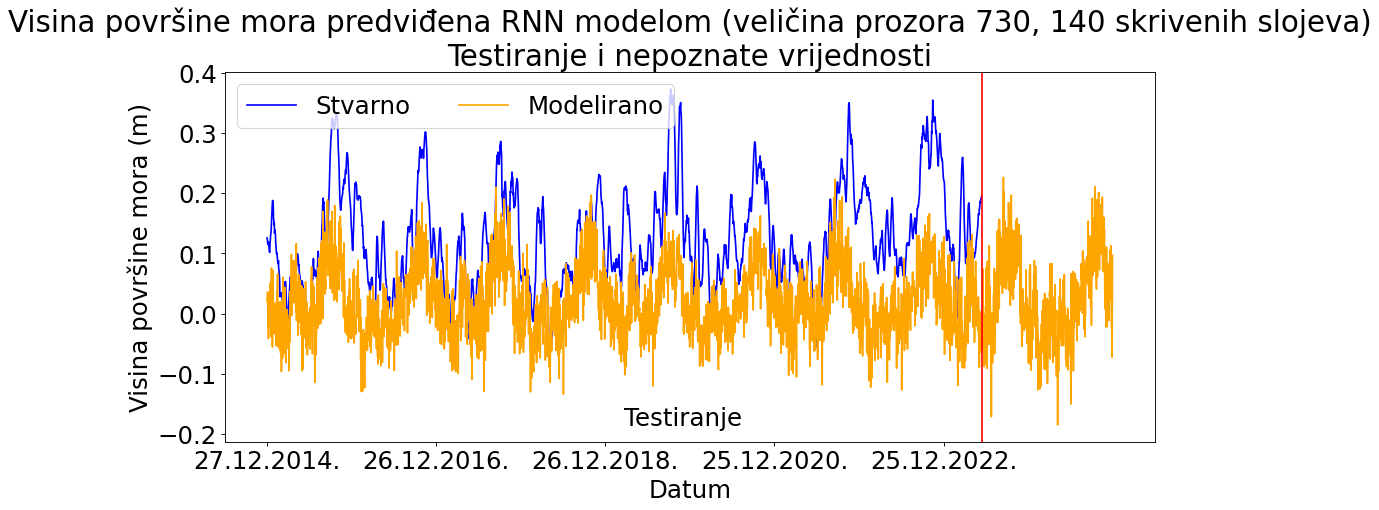 Visina površine mora predviđena RNN modelom (veličina prozora 730, 140 skrivenih slojeva)
Testiranje i nepoznate vrijednosti
Stvarno
Modelirano
Visina površine mora (m)
0.4
0.3
0.2
0.1
0.0
−0.1
−0.2
Testiranje
27.12.2014.
26.12.2016.
26.12.2018.
25.12.2020.
25.12.2022.
Datum